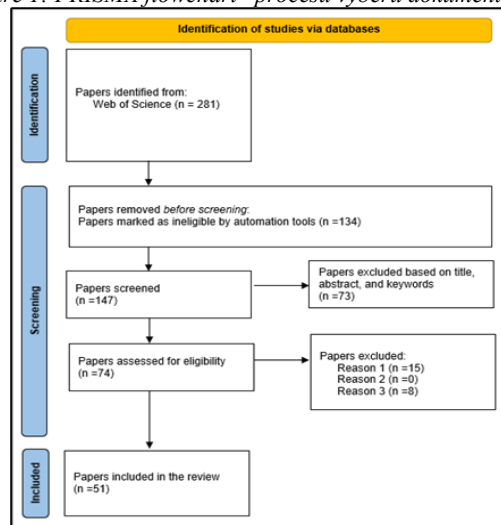 PRISMA flowchart
Identification of studies via databases
Identification
Papers identified from:
Web of Science (n = 281)
Screening
Papers removed before screening:
Papers marked as ineligible by automation tools (n =134)
Papers screened
(n =147)
Papers excluded based on title,
abstract, and keywords
(n =73)
Papers assessed for eligibility
(n =74)
Papers excluded:
Reason 1 (n =15)
Reason 2 (n =0)
Reason 3 (n =8)
Included
Papers included in the review
(n =51)